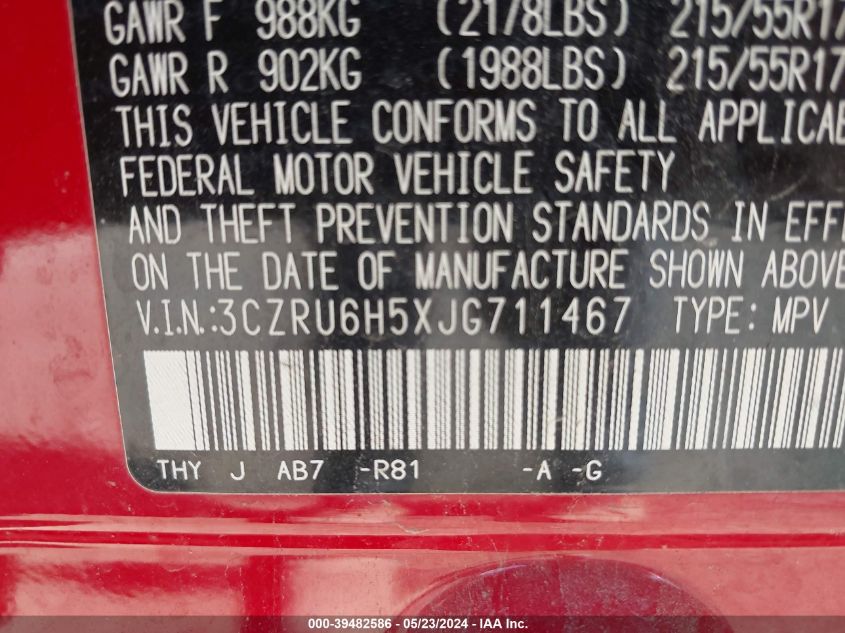 GAWR F 988KG (2178LBS) 215/55R17
GAWR R 902KG (1988LBS) 215/55R17
THIS VEHICLE CONFORMS TO ALL APPLICAB
FEDERAL MOTOR VEHICLE SAFETY
AND THEFT PREVENTION STANDARDS IN EFFE
ON THE DATE OF MANUFACTURE SHOWN ABOVE
V.I.N.:3CZRU6H5XJG711467 TYPE: MPV
THY J AB7 -R81 -A -G
000-39482586 - 05/23/2024 - IAA Inc.